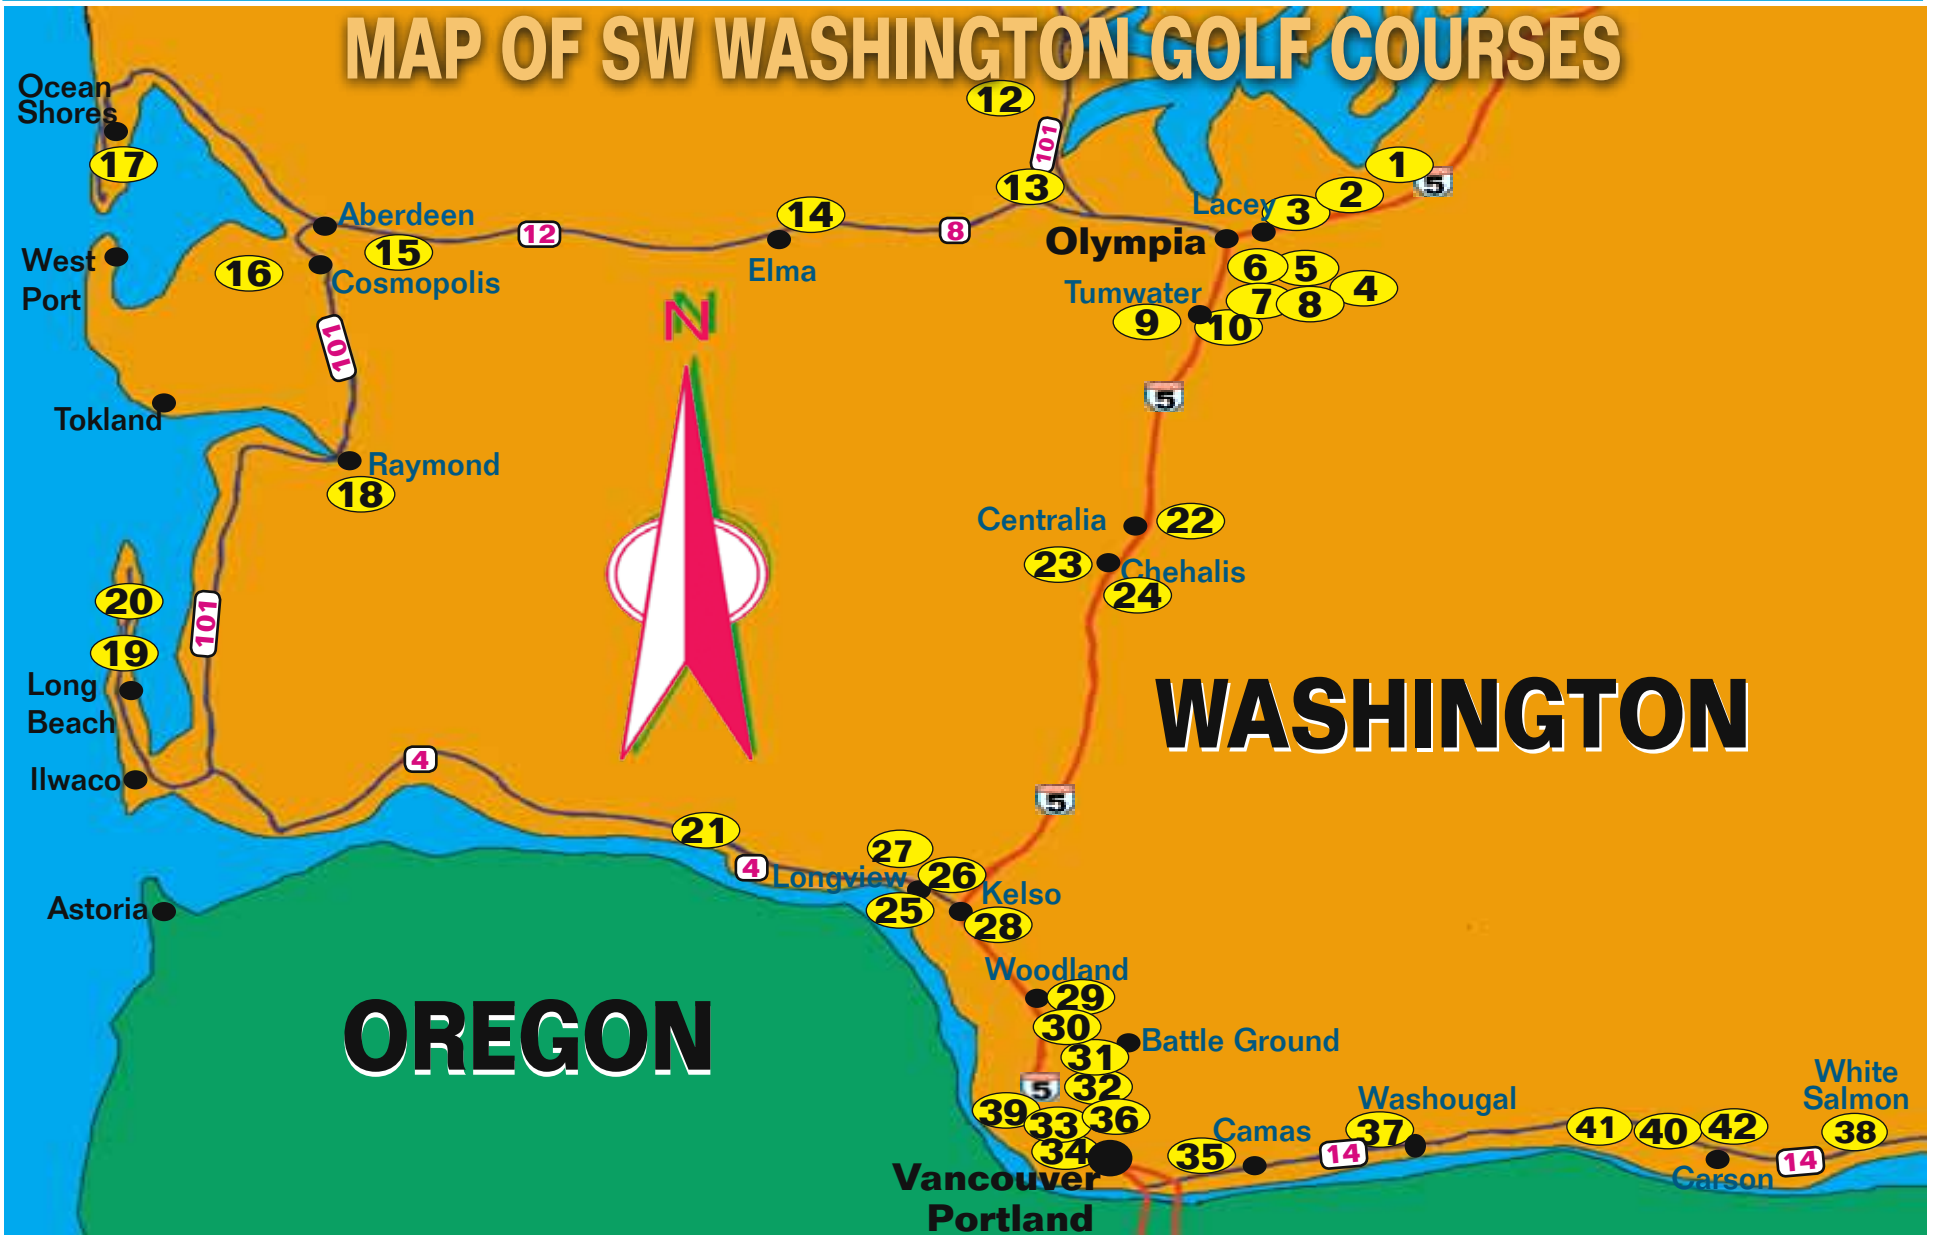 MAP OF SW WASHINGTON GOLF COURSES
Ocean
Shores
17
12
101
13
1
5
2
Lacey
3
Aberdeen
12
14
8
Olympia
15
West
Port
16
Cosmopolis
Elma
6
5
4
Tumwater
7
8
9
10
N
101
5
Tokland
Raymond
18
Centralia
22
23
Chehalis
24
20
101
19
Long
Beach
WASHINGTON
Ilwaco
4
5
21
27
4
Longview
26
Kelso
25
28
Astoria
Woodland
29
OREGON
30
Battle Ground
31
5
32
White
Salmon
Washougal
39
33
36
Camas
37
41
40
42
38
34
35
14
14
Vancouver
Carson
Portland